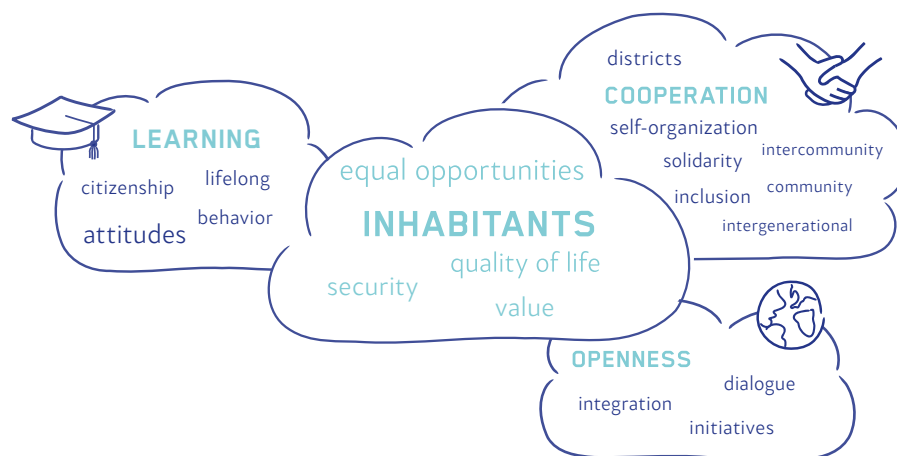 LEARNING
citizenship
lifelong
behavior
attitudes
equal opportunities
INHABITANTS
quality of life
security
value
districts
COOPERATION
self-organization
solidarity
intercommunity
inclusion
community
intergenerational
OPENNESS
dialogue
integration
initiatives